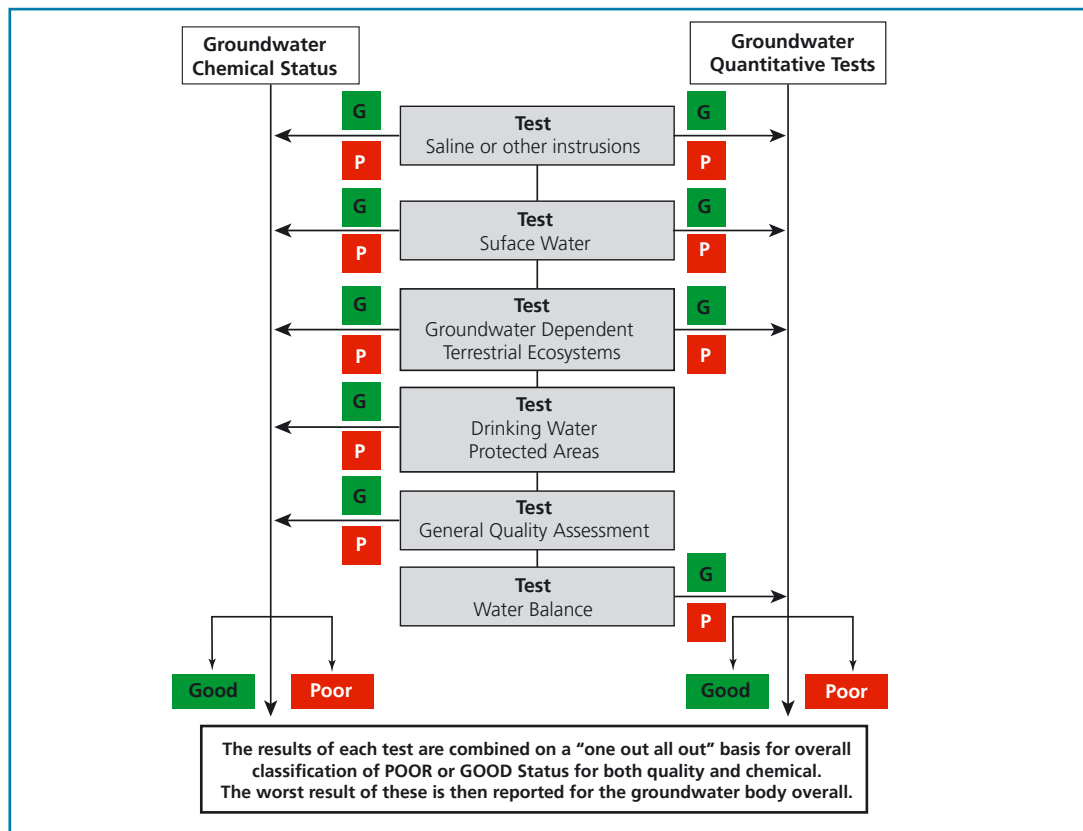 Groundwater
Chemical Status
Groundwater
Quantitative Tests
G
P
Test
Saline or other instrusions
G
P
G
P
Test
Suface Water
G
P
G
P
Test
Groundwater Dependent
Terrestrial Ecosystems
G
P
G
P
Test
Drinking Water
Protected Areas
G
P
Test
General Quality Assessment
Test
Water Balance
G
P
Good
Poor
Good
Poor
The results of each test are combined on a “one out all out” basis for overall
classification of POOR or GOOD Status for both quality and chemical.
The worst result of these is then reported for the groundwater body overall.